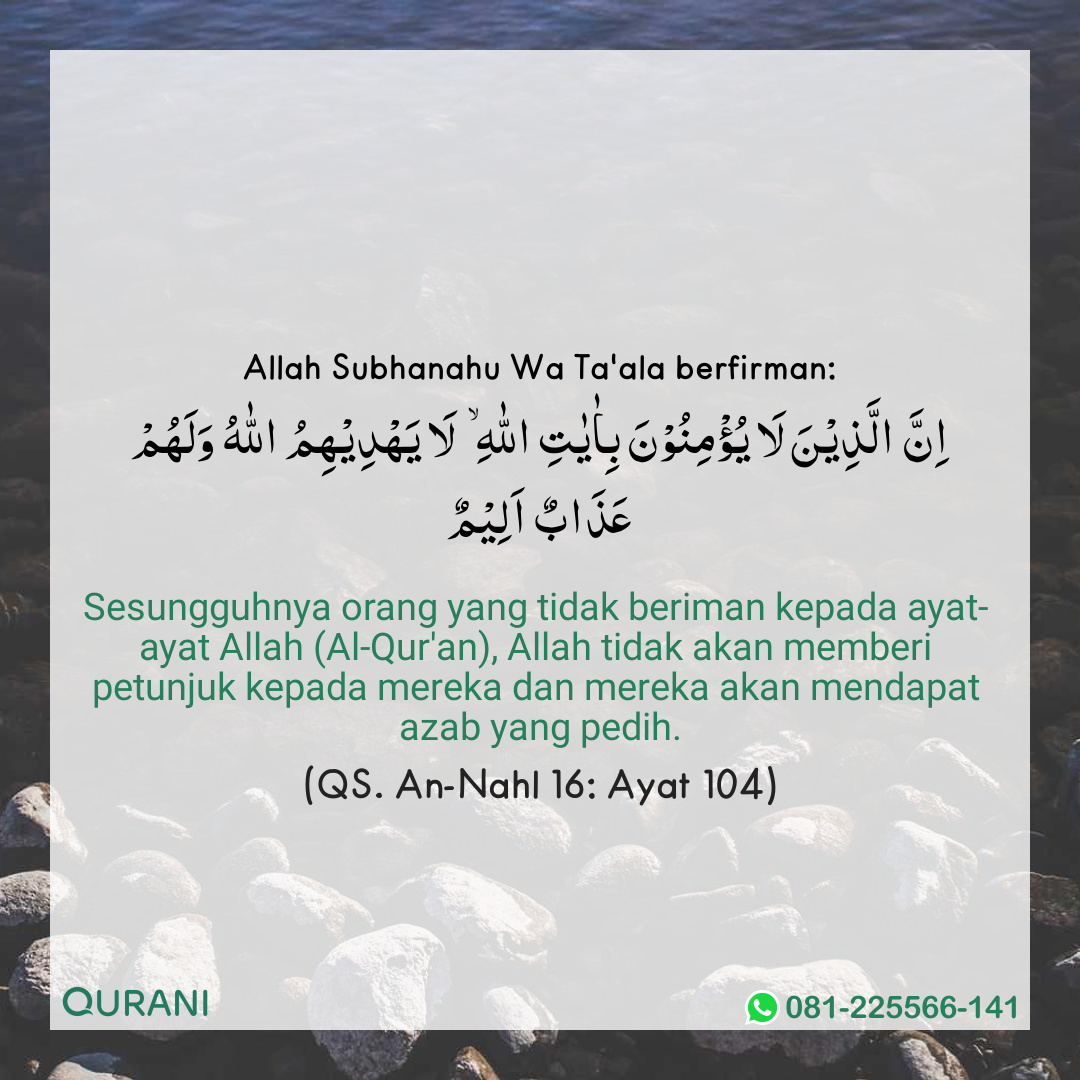 Allah Subhanahu Wa Ta'ala berfirman:
اِنَّ الَّذِيْنَ لَا يُؤْمِنُوْنَ بِاٰيٰتِ اللّٰهِ ۙ لَا يَهْدِيْهِمُ اللّٰهُ وَلَهُمْ
عَذَابٌ اَلِيْمٌ
Sesungguhnya orang yang tidak beriman kepada ayat-
ayat Allah (Al-Qur'an), Allah tidak akan memberi
petunjuk kepada mereka dan mereka akan mendapat
azab yang pedih.
(QS. An-Nahl 16: Ayat 104)
QURANI
081-225566-141